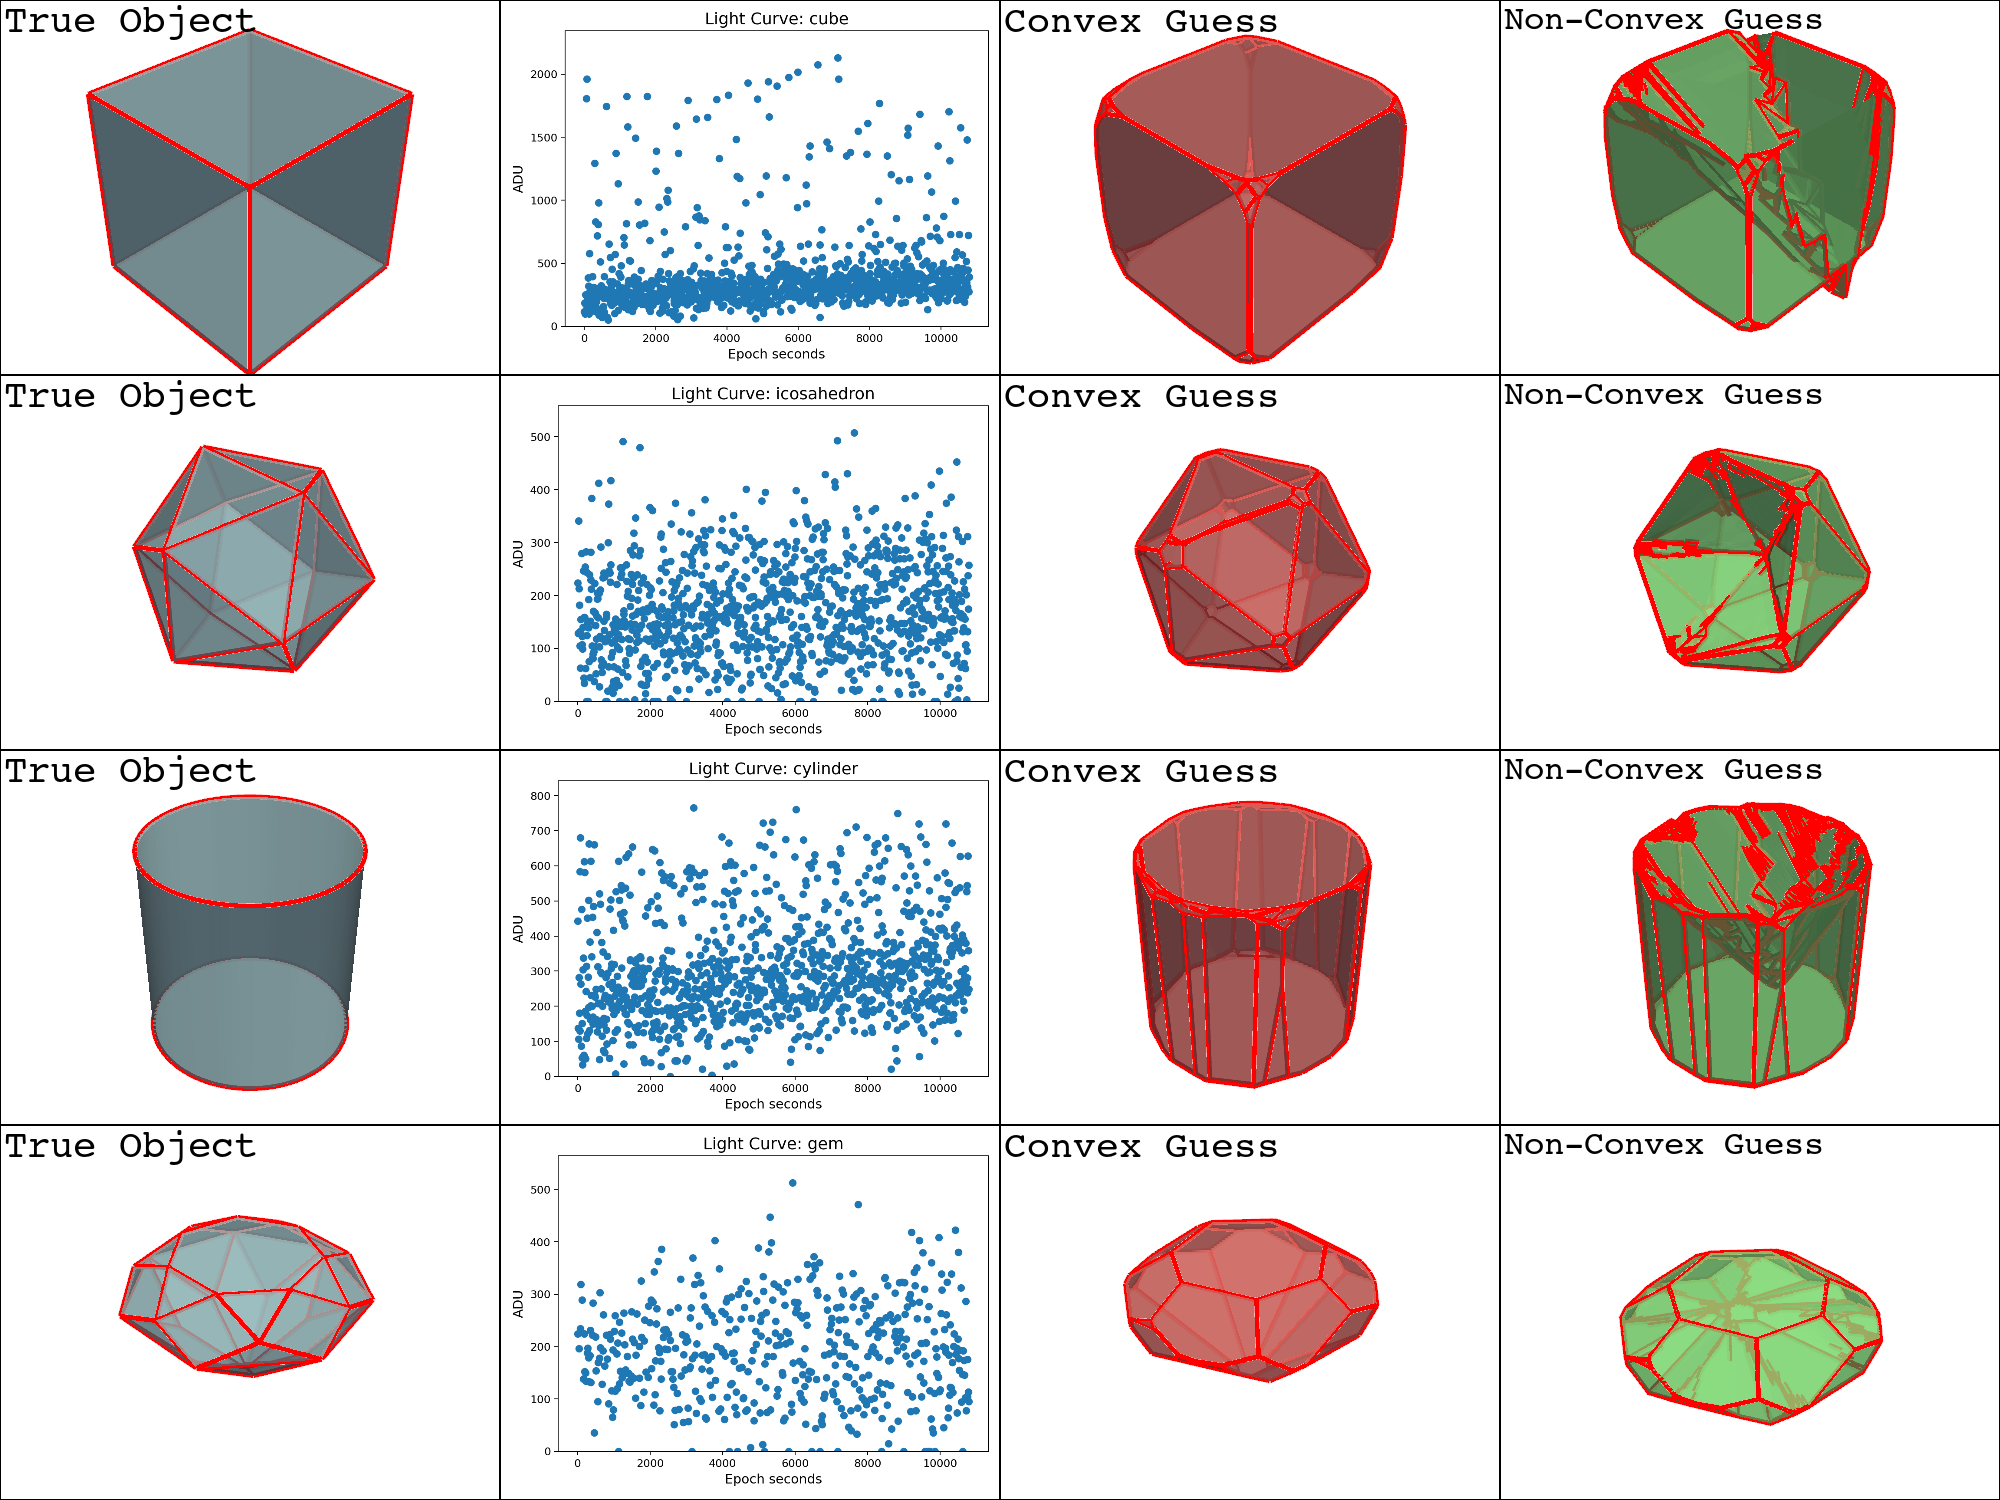 True Object
Light Curve: cube
2000
1500
1000
500
0
ADU
0 2000 4000 6000 8000 10000
Epoch seconds
Convex Guess
Non-Convex Guess
True Object
Light Curve: icosahedron
500
400
300
200
100
0
ADU
0 2000 4000 6000 8000 10000
Epoch seconds
Convex Guess
Non-Convex Guess
True Object
Light Curve: cylinder
800
700
600
500
400
300
200
100
0
ADU
0 2000 4000 6000 8000 10000
Epoch seconds
Convex Guess
Non-Convex Guess
True Object
Light Curve: gem
500
400
300
200
100
0
ADU
0 2000 4000 6000 8000 10000
Epoch seconds
Convex Guess
Non-Convex Guess